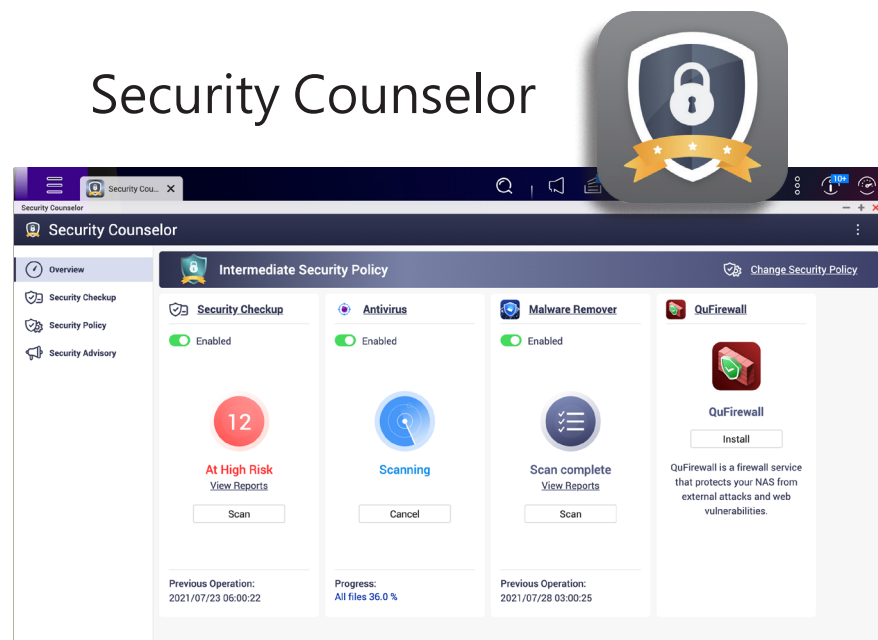 Security Counselor
Security Cou...
10+
Security Counselor
Security Counselor
Overview
Security Checkup
Security Policy
Security Advisory
Intermediate Security Policy
Change Security Policy
Security Checkup
Enabled
12
At High Risk
View Reports
Scan
Previous Operation:
2021/07/23 06:00:22
Antivirus
Enabled
Scanning
Cancel
Progress:
All files 36.0 %
Malware Remover
Enabled
Scan complete
View Reports
Scan
Previous Operation:
2021/07/28 03:00:25
QuFirewall
QuFirewall
Install
QuFirewall is a firewall service
that protects your NAS from
external attacks and web
vulnerabilities.